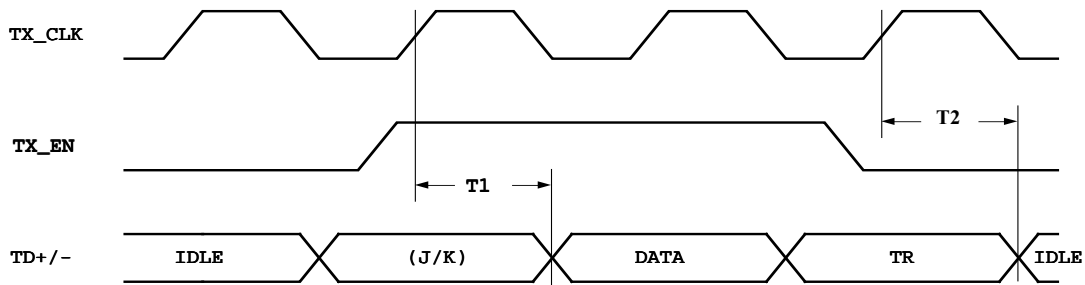 TX_CLK
T2
TX_EN
T1
TD+/- IDLE (J/K) DATA TR IDLE